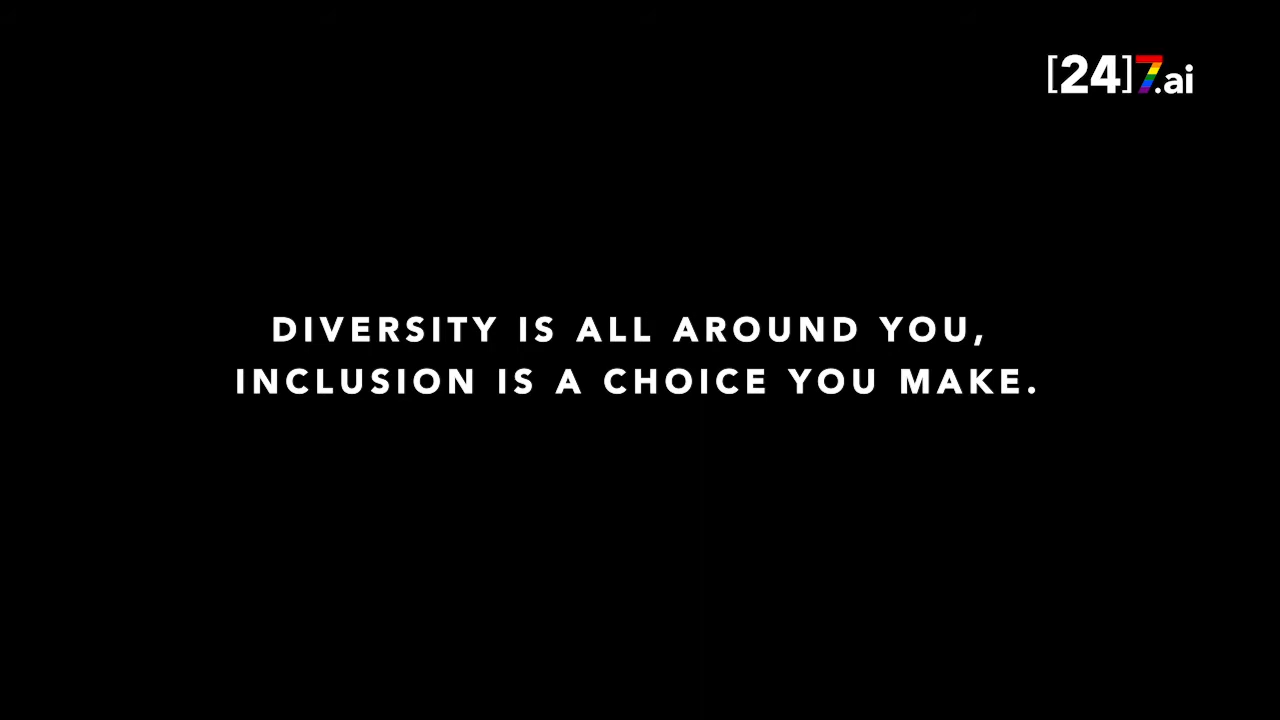 [24]7.ai
DIVERSITY IS ALL AROUND YOU,
INCLUSION IS A CHOICE YOU MAKE.